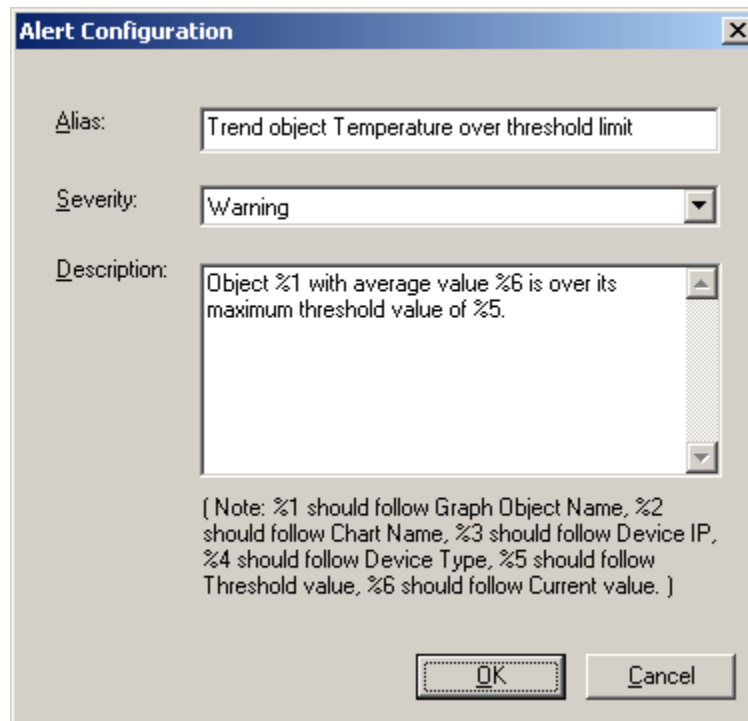 Alert Configuration
Alias:
Trend object Temperature over threshold limit
Severity:
Warning
Description:
Object %1 with average value %6 is over its
maximum threshold value of %5.
( Note: %1 should follow Graph Object Name, %2
should follow Chart Name, %3 should follow Device IP,
%4 should follow Device Type, %5 should follow
Threshold value, %6 should follow Current value. )
OK
Cancel